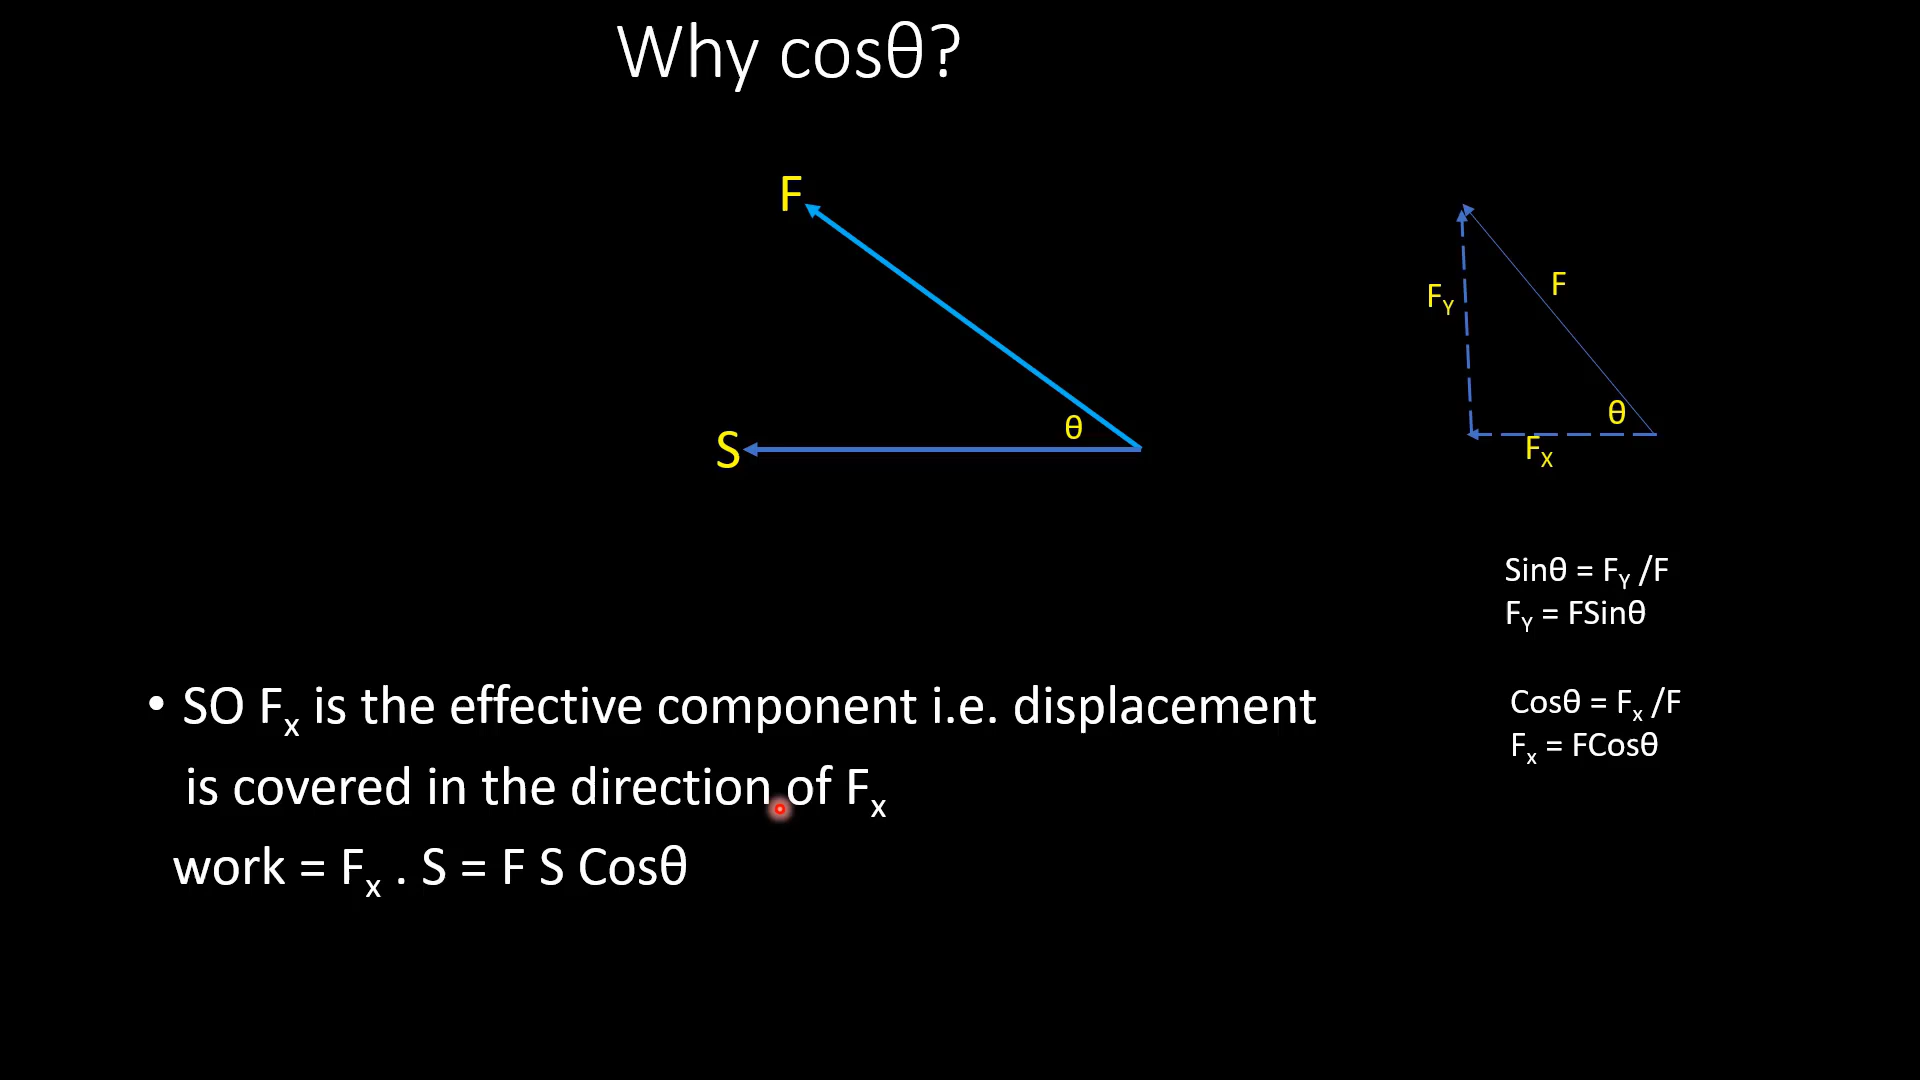 Why cosθ?
F
S
θ
F_Y
F
θ
F_X
Sinθ = F_Y /F
F_Y = FSinθ
Cosθ = F_x /F
F_x = FCosθ
• SO F_x is the effective component i.e. displacement
is covered in the direction of F_x
work = F_x . S = F S Cosθ